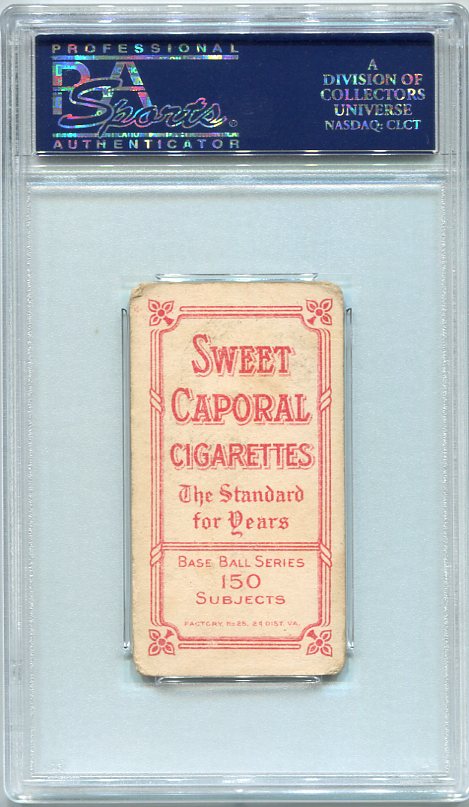 PROFESSIONAL
PSA
Sports.
AUTHENTICATOR
A
DIVISION OF
COLLECTORS
UNIVERSE
NASDAQ: CLCT
SWEET
CAPORAL
CIGARETTES
The Standard
for Years
BASE BALL SERIES
150
SUBJECTS
FACTORY No 25, 2d DIST. VA.